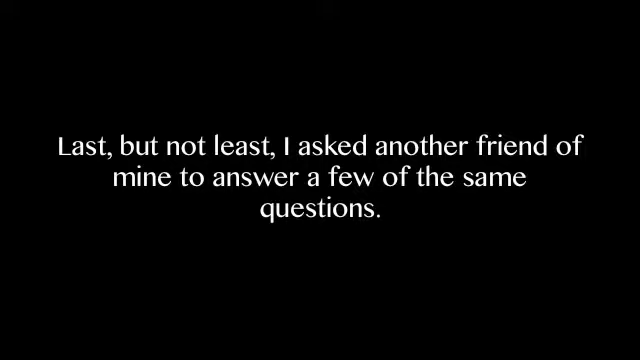 Last, but not least, I asked another friend of
mine to answer a few of the same
questions.